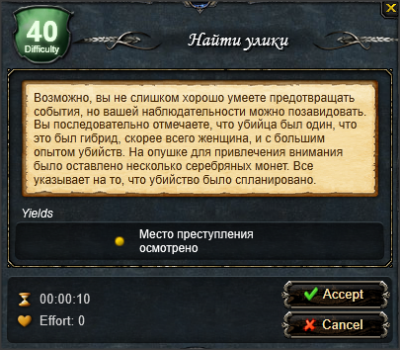 40
Difficulty
Найти улики
Возможно, вы не слишком хорошо умеете предотвращать
события, но вашей наблюдательности можно позавидовать.
Вы последовательно отмечаете, что убийца был один, что
это был гибрид, скорее всего женщина, и с большим
опытом убийств. На опушке для привлечения внимания
было оставлено несколько серебряных монет. Все
указывает на то, что убийство было спланировано.
Yields
Место преступления
осмотрено
00:00:10
Accept
Effort: 0
Cancel